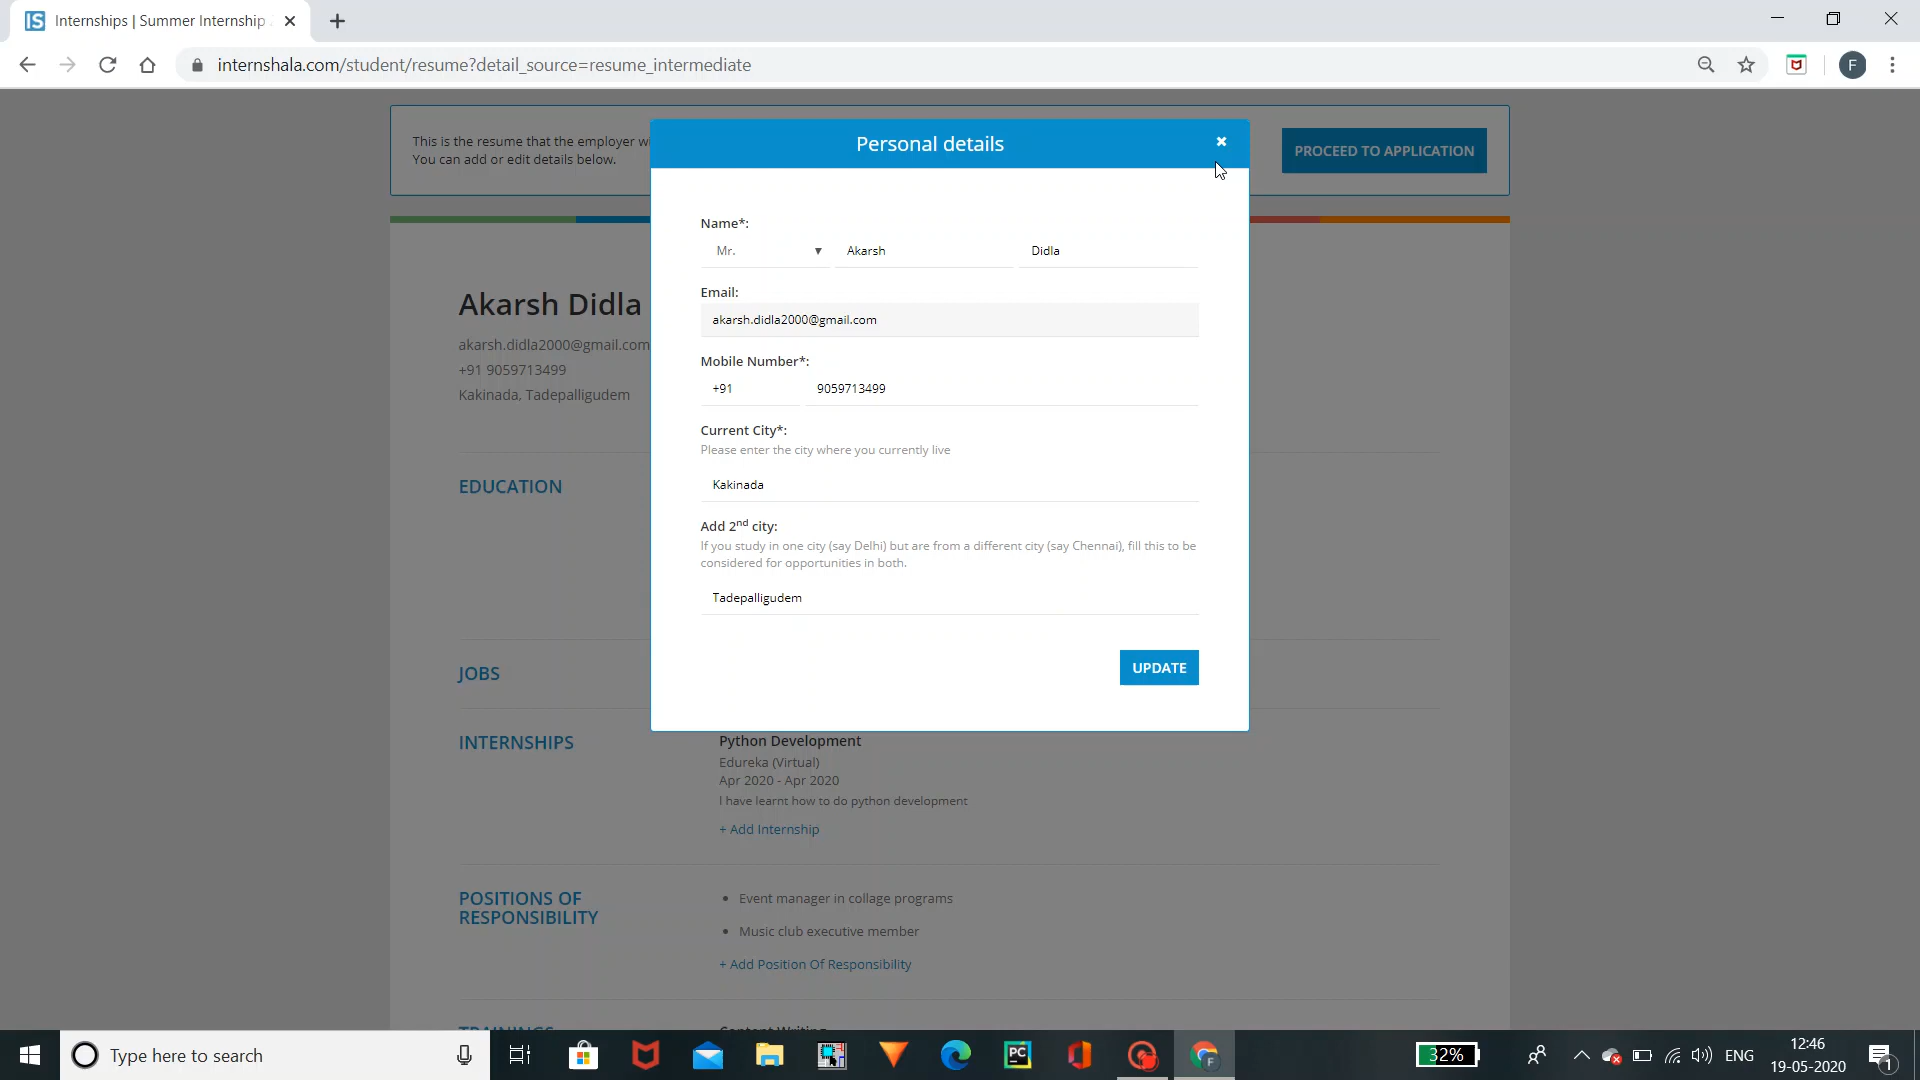 Internships | Summer Internship
internshala.com/student/resume?detail_source=resume_intermediate
F
This is the resume that the employer w
You can add or edit details below.
PROCEED TO APPLICATION
Personal details
Name*:
Mr. Akarsh Didla
Email:
akarsh.didla2000@gmail.com
Mobile Number*:
+91 9059713499
Current City*:
Please enter the city where you currently live
Kakinada
Add 2nd city:
If you study in one city (say Delhi) but are from a different city (say Chennai), fill this to be
considered for opportunities in both.
Tadepalligudem
UPDATE
Akarsh Didla
akarsh.didla2000@gmail.com
+91 9059713499
Kakinada, Tadepalligudem
EDUCATION
JOBS
INTERNSHIPS
Python Development
Edureka (Virtual)
Apr 2020 - Apr 2020
I have learnt how to do python development
+ Add Internship
POSITIONS OF
RESPONSIBILITY
• Event manager in collage programs
• Music club executive member
+ Add Position Of Responsibility
TRAININGS
Content Writing
Type here to search
32%
ENG
12:46
19-05-2020
1